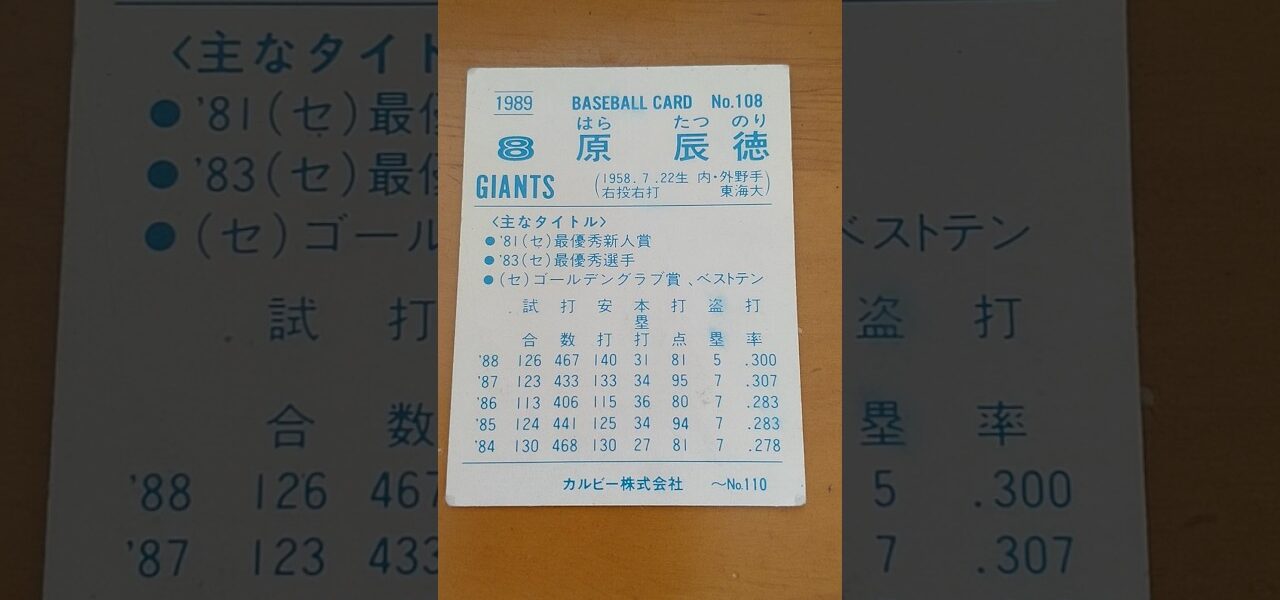 1989 BASEBALL CARD No.108
はら たつ のり
8 原 辰 徳
GIANTS (1958.7.22生 内・外野手
右投右打 東海大)
〈主なタイトル〉
●'81(セ)最優秀新人賞
●'83(セ)最優秀選手
●(セ)ゴールデングラブ賞、ベストテン
試合 打数 安打 本塁打 打点 盗塁 打率
'88 126 467 140 31 81 5 .300
'87 123 433 133 34 95 7 .307
'86 113 406 115 36 80 7 .283
'85 124 441 125 34 94 7 .283
'84 130 468 130 27 81 7 .278
カルビー株式会社 〜No.110